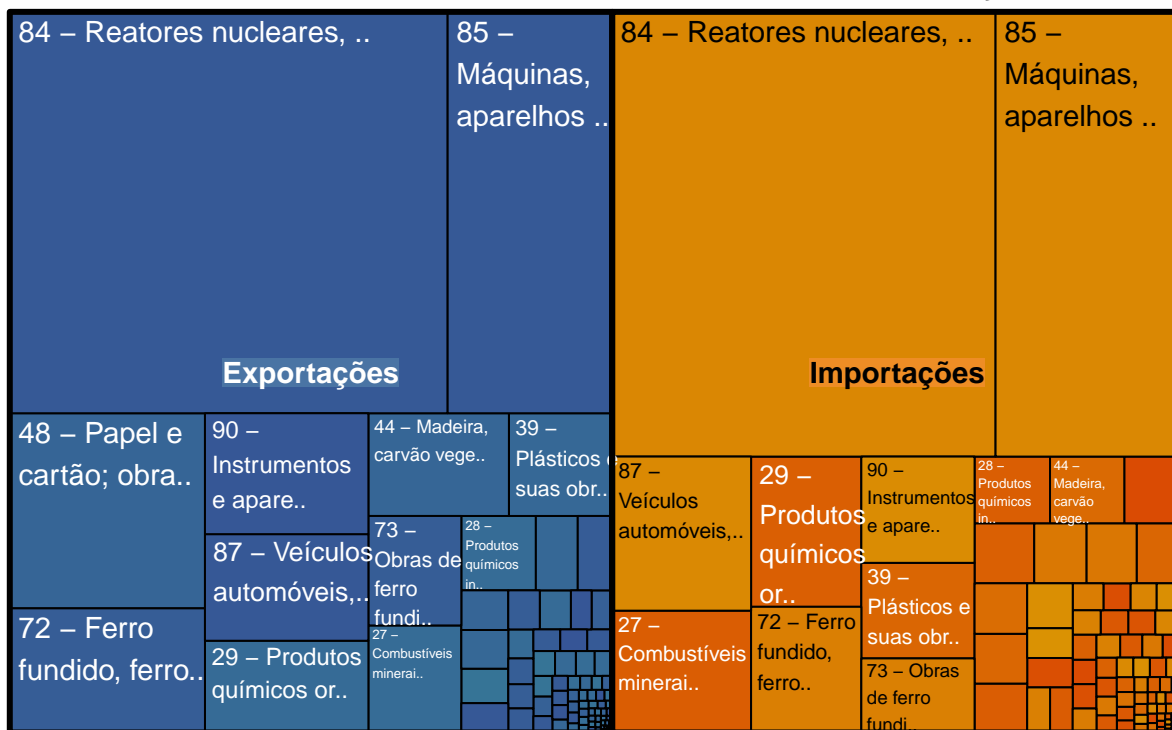 84 – Reatores nucleares, ..
85 –
Máquinas,
aparelhos ..
Exportações
48 – Papel e
cartão; obra..
90 –
Instrumentos
e apare..
44 – Madeira,
carvão vege..
39 –
Plásticos e
suas obr..
87 – Veículos
automóveis,..
73 –
Obras de
ferro
fundi..
28 –
Produtos
químicos
in..
72 – Ferro
fundido, ferro..
29 – Produtos
químicos or..
27 –
Combustíveis
minerai..
84 – Reatores nucleares, ..
85 –
Máquinas,
aparelhos ..
Importações
87 –
Veículos
automóveis,..
29 –
Produtos
químicos
or..
90 –
Instrumentos
e apare..
28 –
Produtos
químicos
in..
44 –
Madeira,
carvão
vege..
39 –
Plásticos e
suas obr..
27 –
Combustíveis
minerai..
72 – Ferro
fundido,
ferro..
73 – Obras
de ferro
fundi..